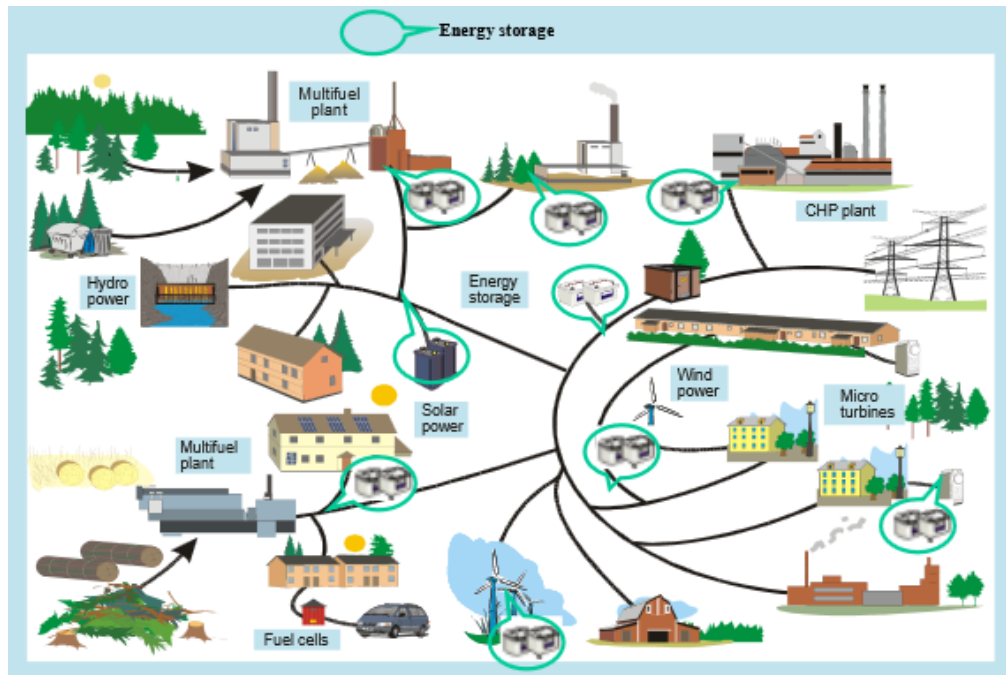 Energy storage
Multifuel
plant
CHP plant
Hydro
power
Energy
storage
Wind
power
Micro
turbines
Solar
power
Multifuel
plant
Fuel cells